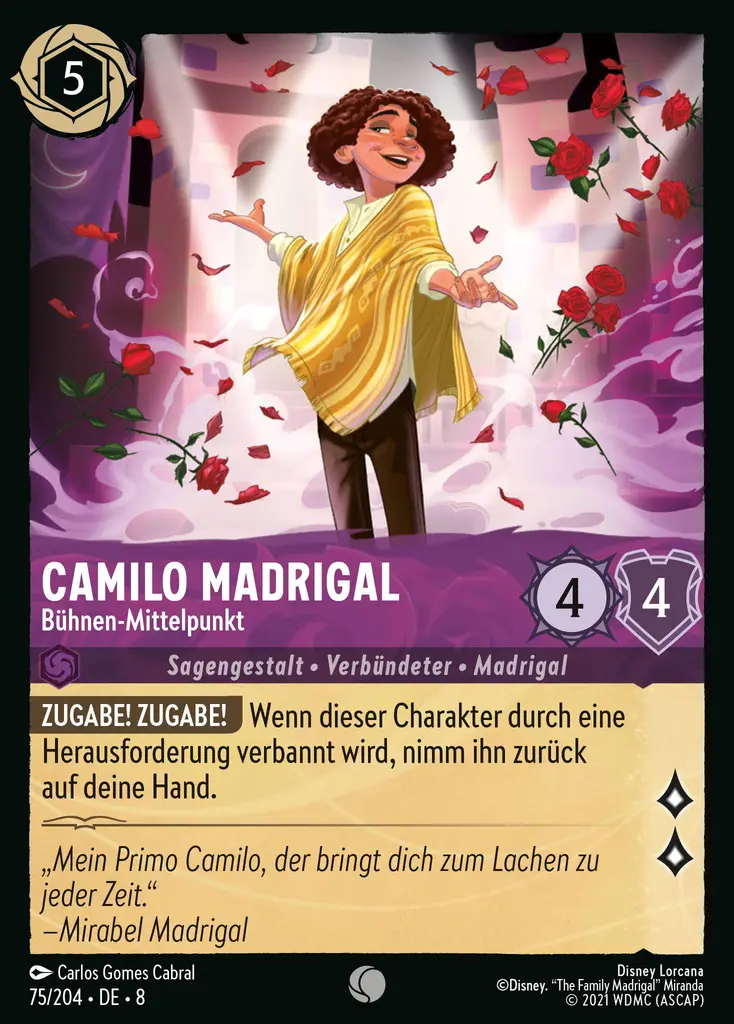 5
CAMILO MADRIGAL
Bühnen-Mittelpunkt
4
4
Sagengestalt • Verbündeter • Madrigal
ZUGABE! ZUGABE! Wenn dieser Charakter durch eine
Herausforderung verbannt wird, nimm ihn zurück
auf deine Hand.
„Mein Primo Camilo, der bringt dich zum Lachen zu
jeder Zeit.“
–Mirabel Madrigal
Carlos Gomes Cabral
75/204 • DE • 8
Disney Lorcana
©Disney. “The Family Madrigal” Miranda
© 2021 WDMC (ASCAP)